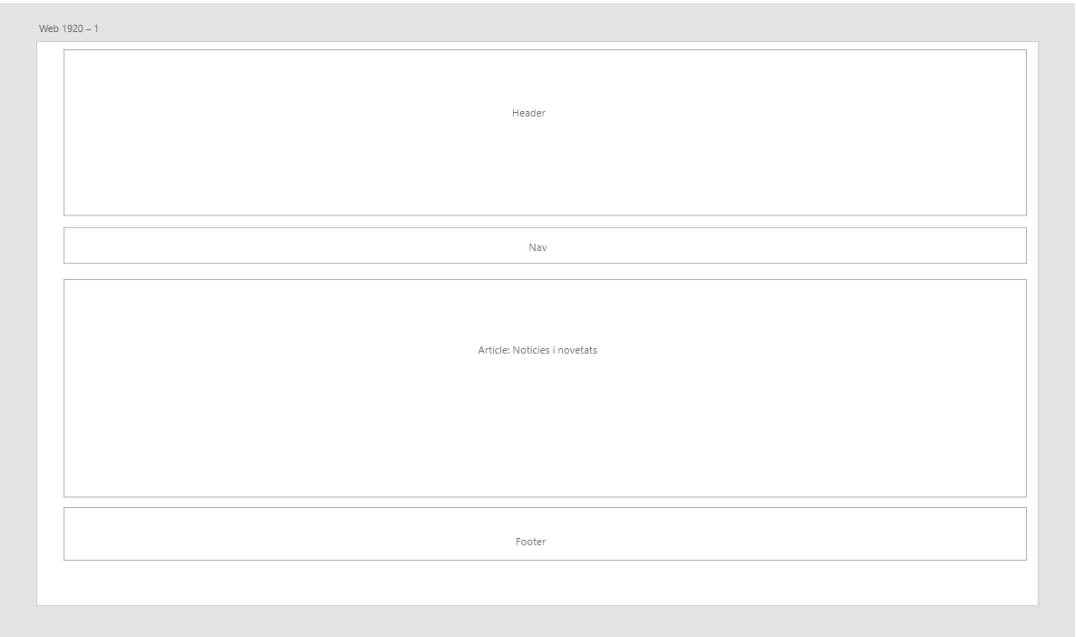 Web 1920 – 1
Header
Nav
Article: Noticies i novetats
Footer